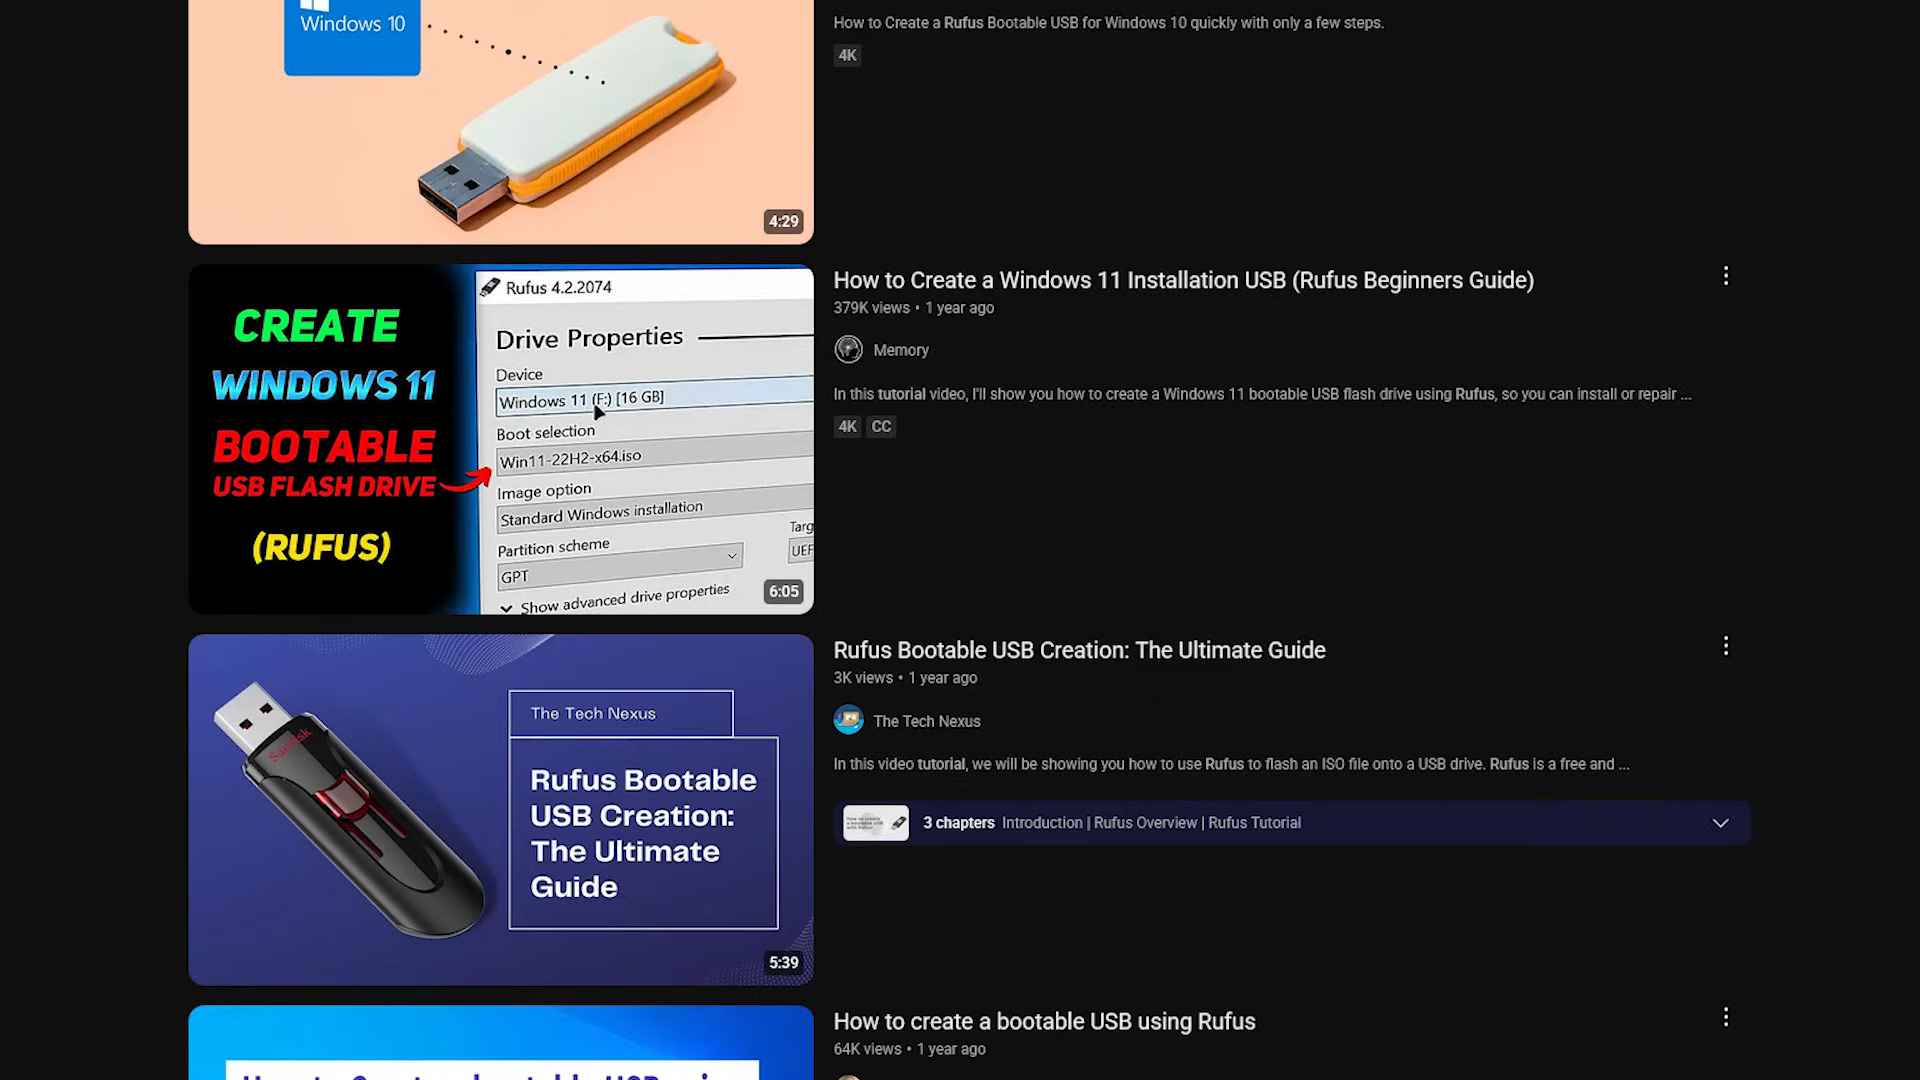 Windows 10
How to Create a Rufus Bootable USB for Windows 10 quickly with only a few steps.
4K
4:29
CREATE
WINDOWS 11
BOOTABLE
USB FLASH DRIVE
(RUFUS)
Rufus 4.2.2074
Drive Properties
Device
Windows 11 (F:) [16 GB]
Boot selection
Win11-22H2-x64.iso
Image option
Standard Windows installation
Partition scheme
Targ
GPT
UEF
Show advanced drive properties
6:05
How to Create a Windows 11 Installation USB (Rufus Beginners Guide)
379K views • 1 year ago
Memory
In this tutorial video, I'll show you how to create a Windows 11 bootable USB flash drive using Rufus, so you can install or repair ...
4K CC
SanDisk
The Tech Nexus
Rufus Bootable
USB Creation:
The Ultimate
Guide
5:39
Rufus Bootable USB Creation: The Ultimate Guide
3K views • 1 year ago
The Tech Nexus
In this video tutorial, we will be showing you how to use Rufus to flash an ISO file onto a USB drive. Rufus is a free and ...
3 chapters Introduction | Rufus Overview | Rufus Tutorial
How to create a bootable USB using Rufus
64K views • 1 year ago